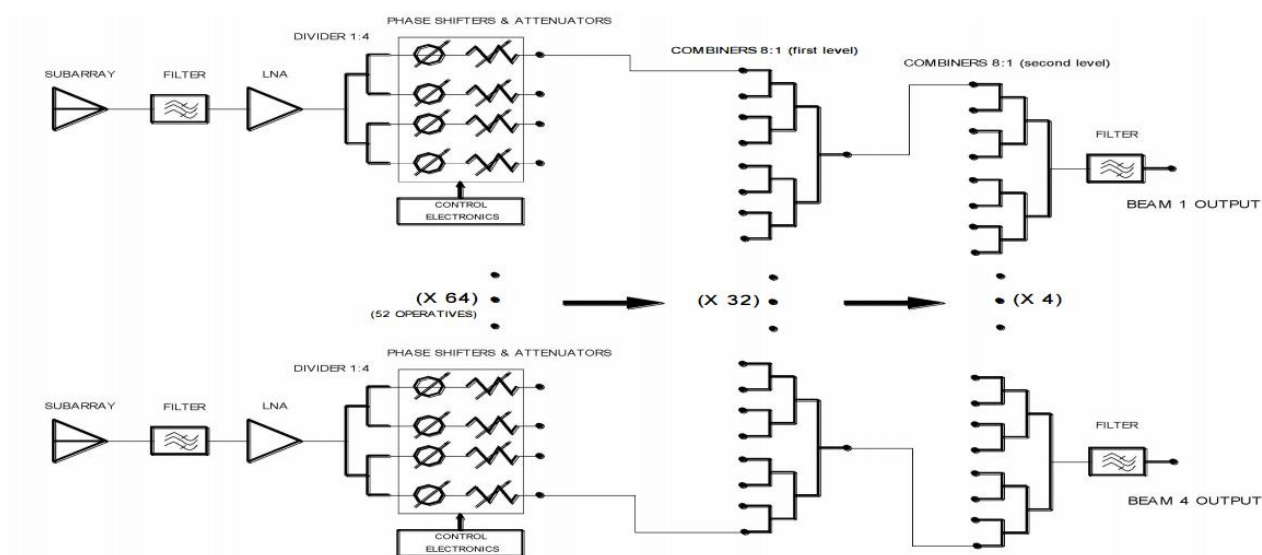 PHASE SHIFTERS & ATTENUATORS
DIVIDER 1:4
COMBINERS 8:1 (first level)
COMBINERS 8:1 (second level)
SUBARRAY
FILTER
LNA
FILTER
CONTROL
ELECTRONICS
BEAM 1 OUTPUT
(X 64)
(52 OPERATIVES)
(X 32)
(X 4)
PHASE SHIFTERS & ATTENUATORS
DIVIDER 1:4
SUBARRAY
FILTER
LNA
FILTER
BEAM 4 OUTPUT
CONTROL
ELECTRONICS